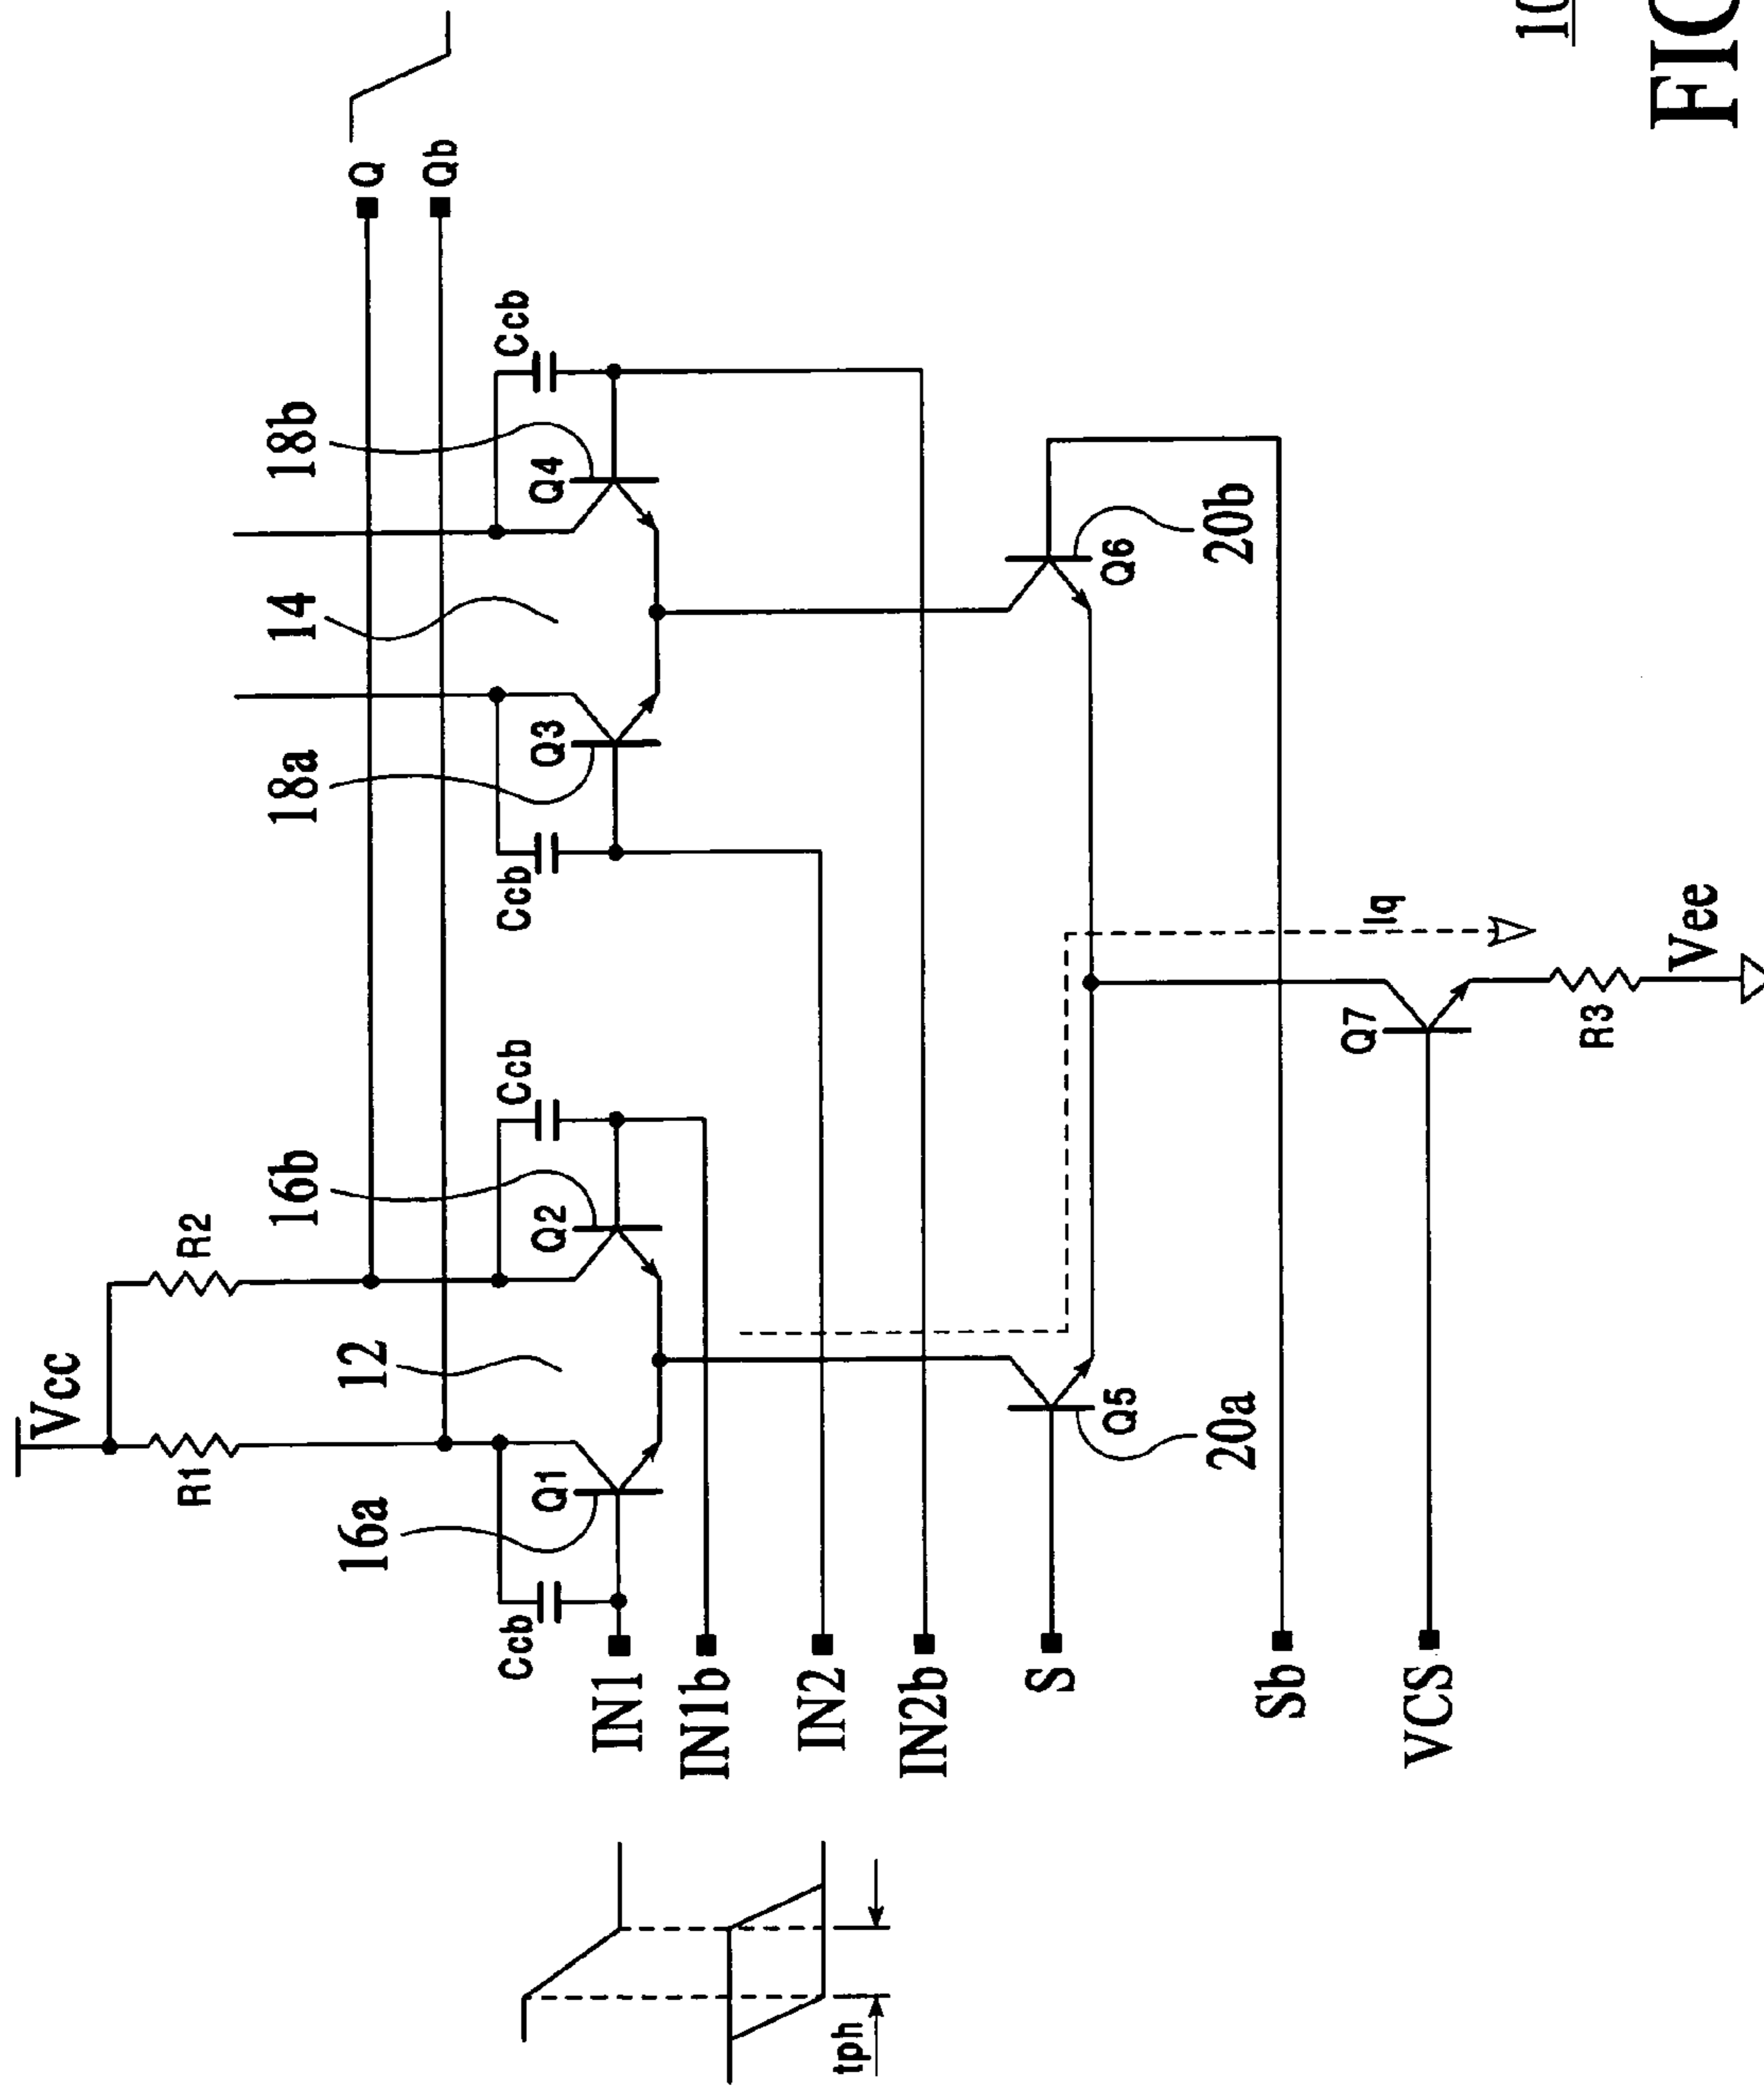 Vcc
R1
R2
Q
Qb
16a
12
16b
18a
14
18b
Ccb
Q1
Q2
Ccb
Ccb
Q3
Q4
Ccb
IN1
IN1b
IN2
IN2b
S
Q5
20a
Q6
20b
Sb
VCS
Q7
Iq
R3
Vee
tph
10
FIG